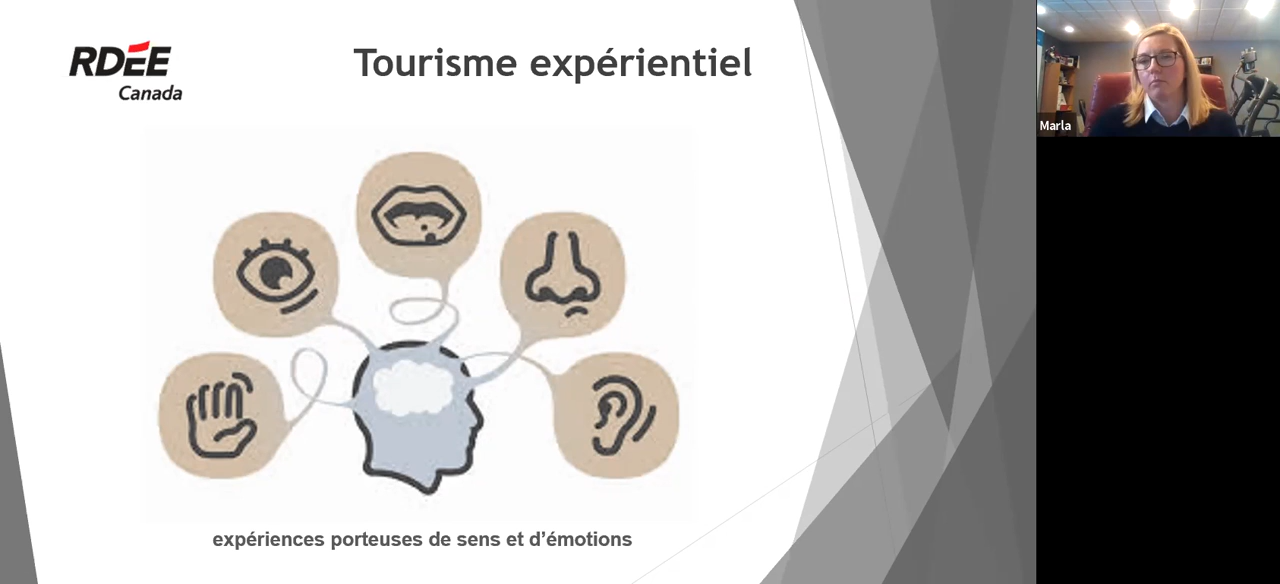 RDÉE
Canada
Tourisme expérientiel
Marla
expériences porteuses de sens et d'émotions